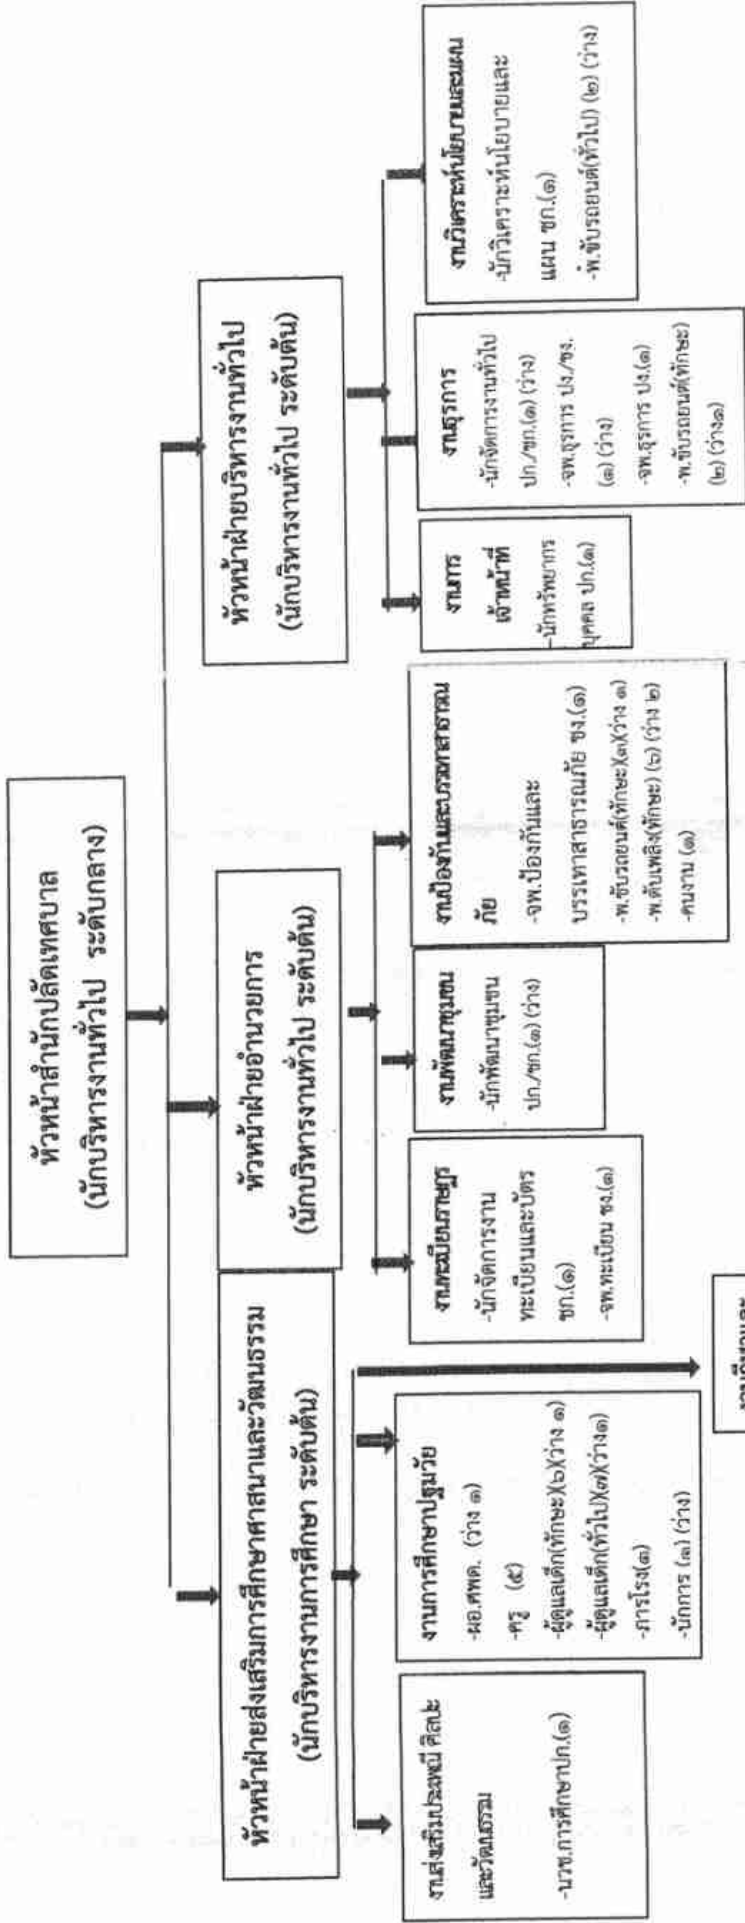 หัวหน้าสำนักปลัดเทศบาล
(นักบริหารงานทั่วไป ระดับกลาง)
หัวหน้าฝ่ายส่งเสริมการศึกษาศาสนาและวัฒนธรรม
(นักบริหารงานการศึกษา ระดับต้น)
หัวหน้าฝ่ายอำนวยการ
(นักบริหารงานทั่วไป ระดับต้น)
หัวหน้าฝ่ายบริหารงานทั่วไป
(นักบริหารงานทั่วไป ระดับต้น)
งานส่งเสริมประเพณี ศิลปะ
และวัฒนธรรม
-นวช.การศึกษาปก.(๑)
งานการศึกษาปฐมวัย
-ผอ.ศพด. (ว่าง ๑)
-ครู (๕)
-ผู้ดูแลเด็ก(ทักษะ)(๖)(ว่าง ๑)
-ผู้ดูแลเด็ก(ทั่วไป)(๗)(ว่าง๑)
-ภารโรง(๑)
-นักการ (๑) (ว่าง)
งานทะเบียนราษฎร
-นักจัดการงาน
ทะเบียนและบัตร
ชก.(๑)
-จพ.ทะเบียน ชง.(๑)
งานพัฒนาชุมชน
-นักพัฒนาชุมชน
ปก./ชก.(๑) (ว่าง)
งานป้องกันและบรรเทาสาธารณ
ภัย
-จพ.ป้องกันและ
บรรเทาสาธารณภัย ชง.(๑)
-พ.ขับรถยนต์(ทักษะ)(๓)(ว่าง ๑)
-พ.ดับเพลิง(ทักษะ) (๖) (ว่าง ๒)
-คนงาน (๑)
งานการ
เจ้าหน้าที่
-นักทรัพยากร
บุคคล ปก.(๑)
งานธุรการ
-นักจัดการงานทั่วไป
ปก./ชก.(๑) (ว่าง)
-จพ.ธุรการ ปง./ชง.
(๑) (ว่าง)
-จพ.ธุรการ ปง.(๑)
-พ.ขับรถยนต์(ทักษะ)
(๒) (ว่าง๑)
งานวิเคราะห์นโยบายและแผน
-นักวิเคราะห์นโยบายและ
แผน ชก.(๑)
-พ.ขับรถยนต์(ทั่วไป) (๒) (ว่าง)
งานกีฬาและ